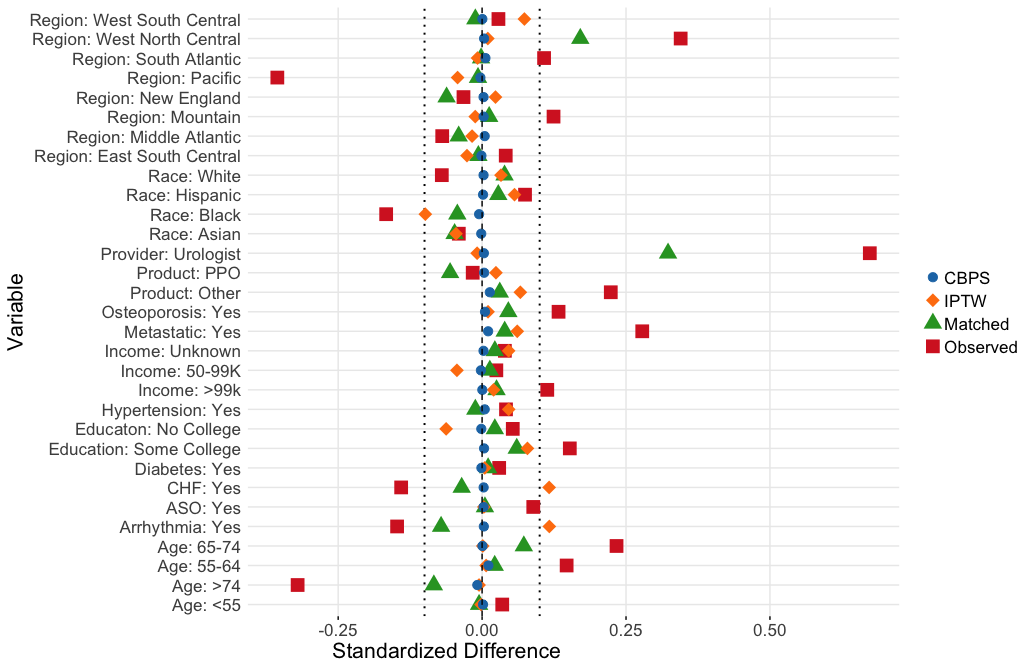 Region: West South Central
Region: West North Central
Region: South Atlantic
Region: Pacific
Region: New England
Region: Mountain
Region: Middle Atlantic
Region: East South Central
Race: White
Race: Hispanic
Race: Black
Race: Asian
Provider: Urologist
Product: PPO
Product: Other
Osteoporosis: Yes
Metastatic: Yes
Income: Unknown
Income: 50-99K
Income: >99k
Hypertension: Yes
Educaton: No College
Education: Some College
Diabetes: Yes
CHF: Yes
ASO: Yes
Arrhythmia: Yes
Age: 65-74
Age: 55-64
Age: >74
Age: <55
Variable
-0.25 0.00 0.25 0.50
Standardized Difference
CBPS
IPTW
Matched
Observed